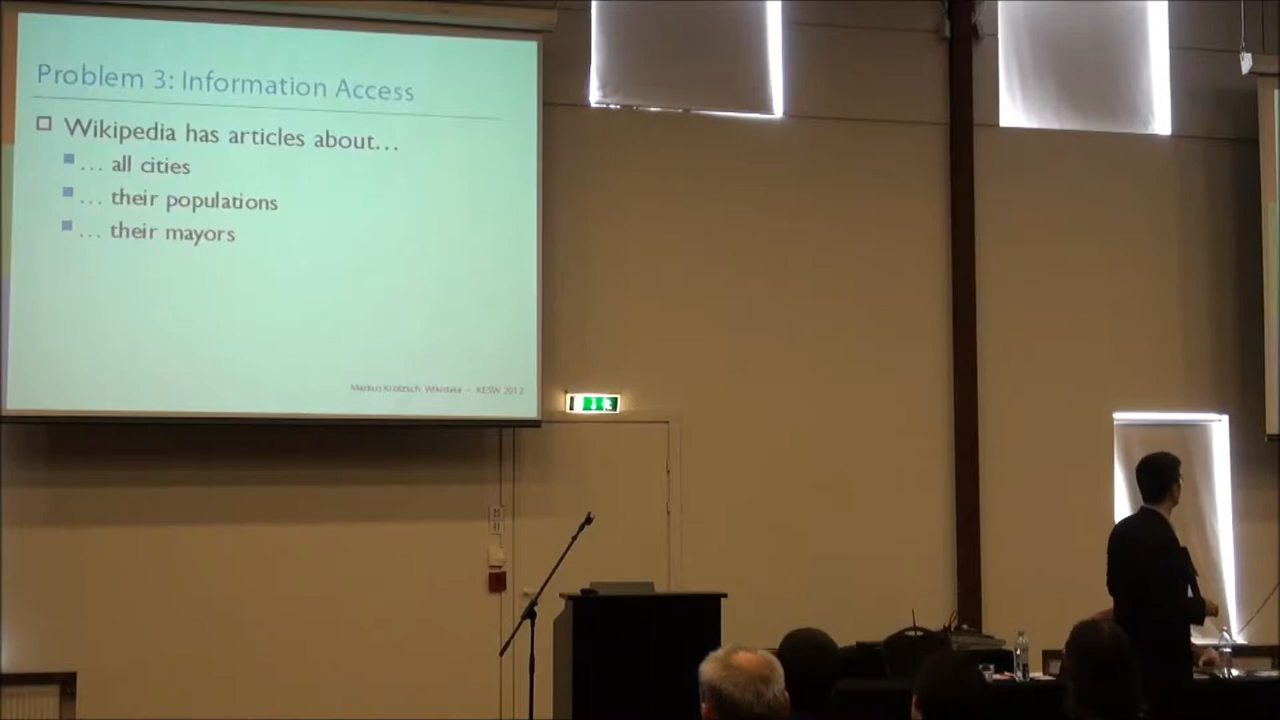 Problem 3: Information Access
Wikipedia has articles about…
… all cities
… their populations
… their mayors
Markus Krötzsch: Wikidata – KESW 2012